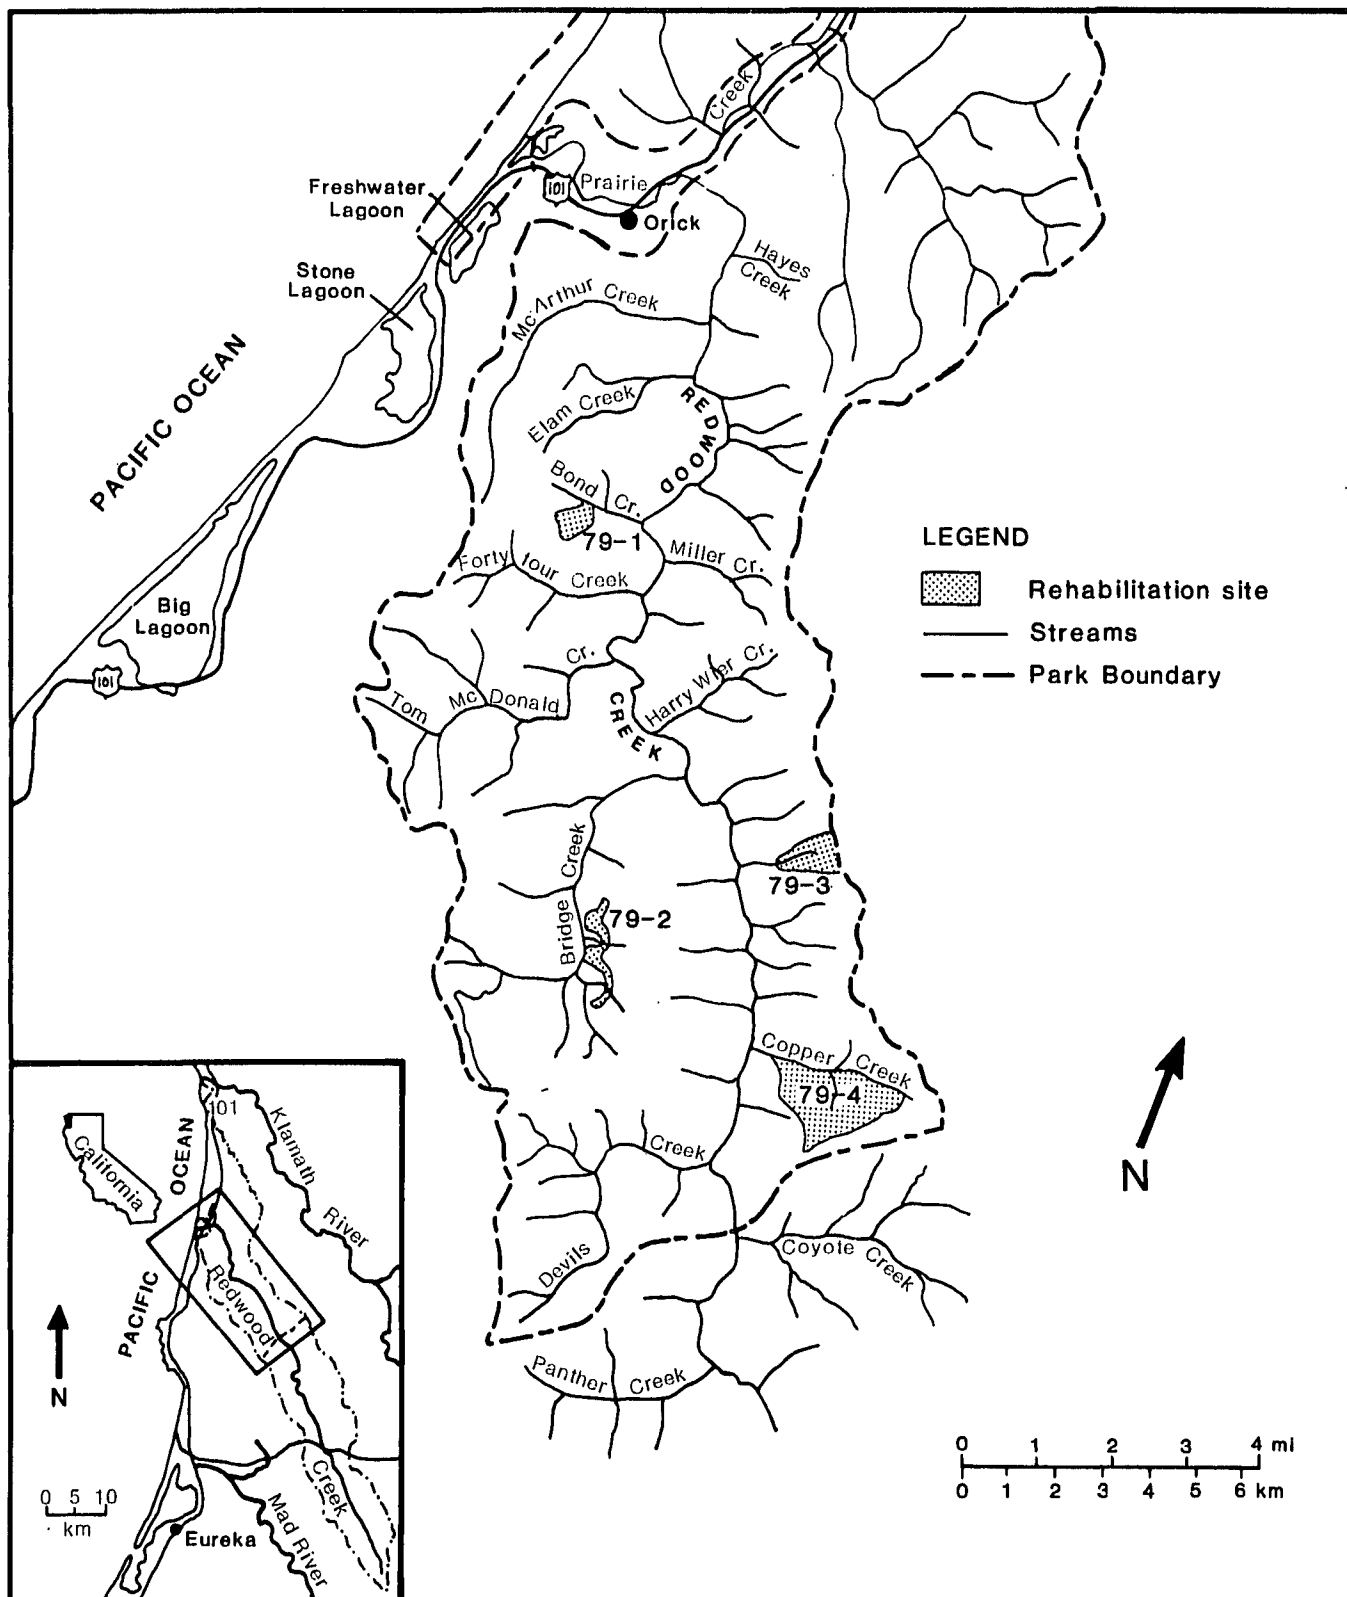 Creek
Prairie
101
Orick
Freshwater
Lagoon
Stone
Lagoon
Hayes
Creek
Mc Arthur Creek
PACIFIC OCEAN
Elam Creek
REDWOOD
Bond Cr.
79-1
Forty four Creek
Miller Cr.
LEGEND
Rehabilitation site
Streams
Park Boundary
Big
Lagoon
101
Cr.
Tom Mc Donald
Harry Wier Cr.
CREEK
Creek
Bridge
79-2
79-3
Copper Creek
79-4
Creek
Devils
Coyote Creek
Panther Creek
N
0 1 2 3 4 mi
0 1 2 3 4 5 6 km
California
PACIFIC OCEAN
101
Klamath River
Redwood
Creek
N
0 5 10
km
Eureka
Mad River